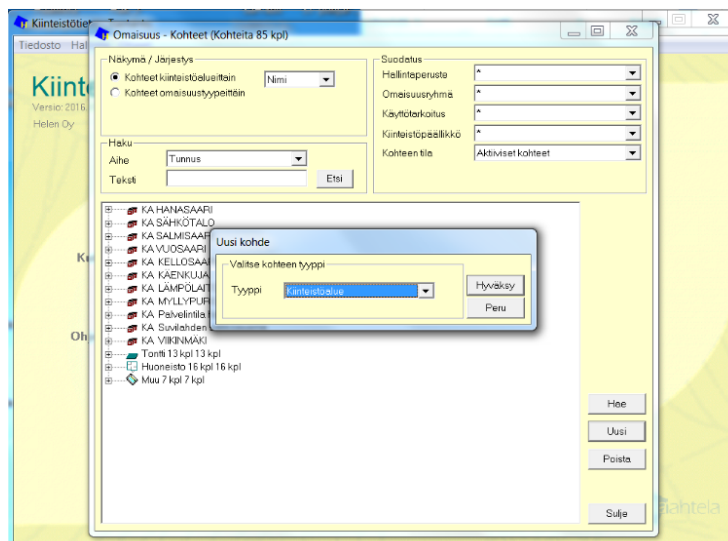 Kiinteistötie
Tiedosto Hal
Kiint
Versio: 2016.
Helen Oy
Omaisuus - Kohteet (Kohteita 85 kpl)
Näkymä / Järjestys
Kohteet kiinteistöalueittain
Nimi
Kohteet omaisuustyypeittäin
Suodatus
Hallintaperuste *
Omaisuusryhmä *
Käyttötarkoitus *
Kiinteistöpäällikkö *
Kohteen tila Aktiiviset kohteet
Haku
Aihe Tunnus
Teksti Etsi
KA HANASAARI
KA SÄHKÖTALO
KA SALMISAAR
KA VUOSAARI
KA KELLOSAA
KA KÄENKUJA
KA LÄMPÖLAIT
KA MYLLYPUR
KA Palvelintila
KA Suvilahden
KA VIIKINMÄKI
Tontti 13 kpl 13 kpl
Huoneisto 16 kpl 16 kpl
Muu 7 kpl 7 kpl
Uusi kohde
Valitse kohteen tyyppi
Tyyppi Kiinteistöalue
Hyväksy
Peru
Hae
Uusi
Poista
Sulje
Oh